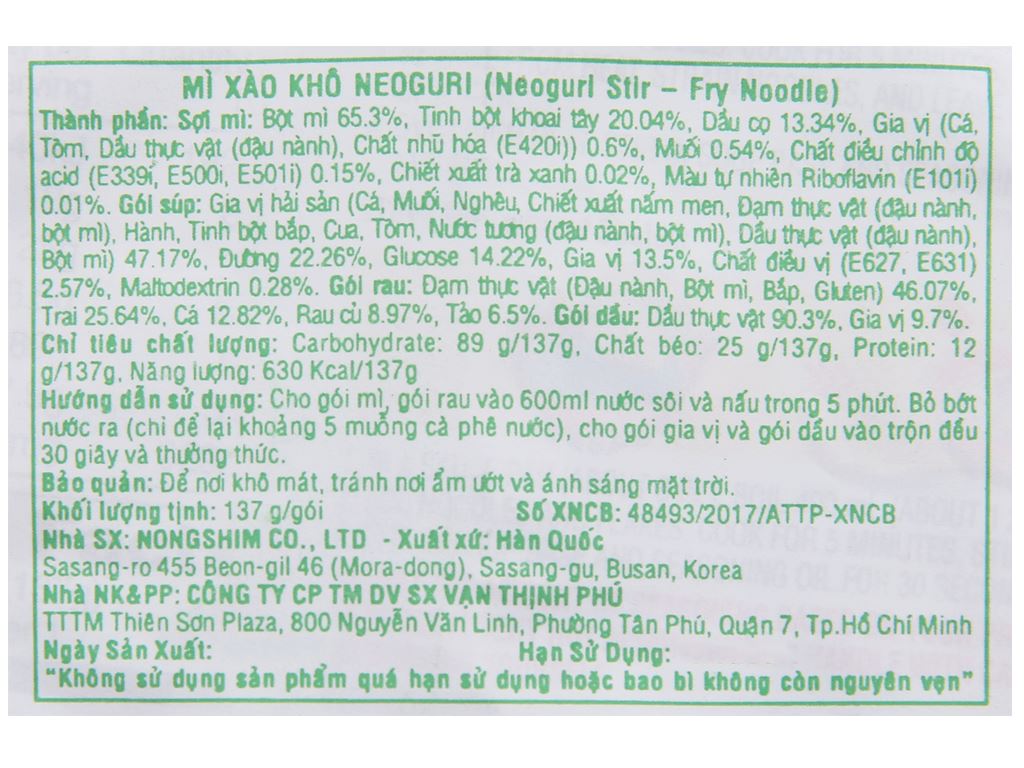 MÌ XÀO KHÔ NEOGURI (Neoguri Stir – Fry Noodle)
Thành phần: Sợi mì: Bột mì 65.3%, Tinh bột khoai tây 20.04%, Dầu cọ 13.34%, Gia vị (Cá,
Tôm, Dầu thực vật (đậu nành), Chất nhũ hóa (E420i)) 0.6%, Muối 0.54%, Chất điều chỉnh độ
acid (E339i, E500i, E501i) 0.15%, Chiết xuất trà xanh 0.02%, Màu tự nhiên Riboflavin (E101i)
0.01%. Gói súp: Gia vị hải sản (Cá, Muối, Nghêu, Chiết xuất nấm men, Đạm thực vật (đậu nành,
bột mì), Hành, Tinh bột bắp, Cua, Tôm, Nước tương (đậu nành, bột mì), Dầu thực vật (đậu nành),
Bột mì) 47.17%, Đường 22.26%, Glucose 14.22%, Gia vị 13.5%, Chất điều vị (E627, E631)
2.57%, Maltodextrin 0.28%. Gói rau: Đạm thực vật (Đậu nành, Bột mì, Bắp, Gluten) 46.07%,
Trai 25.64%, Cá 12.82%, Rau củ 8.97%, Tảo 6.5%. Gói dầu: Dầu thực vật 90.3%, Gia vị 9.7%.
Chỉ tiêu chất lượng: Carbohydrate: 89 g/137g, Chất béo: 25 g/137g, Protein: 12
g/137g, Năng lượng: 630 Kcal/137g
Hướng dẫn sử dụng: Cho gói mì, gói rau vào 600ml nước sôi và nấu trong 5 phút. Bỏ bớt
nước ra (chỉ để lại khoảng 5 muỗng cà phê nước), cho gói gia vị và gói dầu vào trộn đều
30 giây và thưởng thức.
Bảo quản: Để nơi khô mát, tránh nơi ẩm ướt và ánh sáng mặt trời.
Khối lượng tịnh: 137 g/gói Số XNCB: 48493/2017/ATTP-XNCB
Nhà SX: NONGSHIM CO., LTD - Xuất xứ: Hàn Quốc
Sasang-ro 455 Beon-gil 46 (Mora-dong), Sasang-gu, Busan, Korea
Nhà NK&PP: CÔNG TY CP TM DV SX VẠN THỊNH PHÚ
TTTM Thiên Sơn Plaza, 800 Nguyễn Văn Linh, Phường Tân Phú, Quận 7, Tp.Hồ Chí Minh
Ngày Sản Xuất: Hạn Sử Dụng:
"Không sử dụng sản phẩm quá hạn sử dụng hoặc bao bì không còn nguyên vẹn"